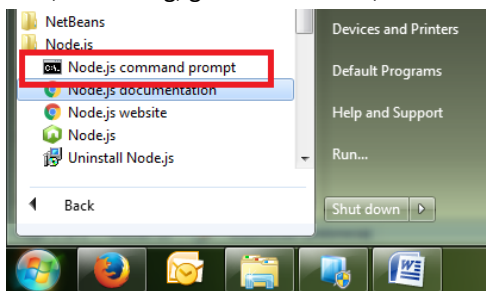 NetBeans
Node.js
Node.js command prompt
Node.js documentation
Node.js website
Node.js
Uninstall Node.js
Back
Devices and Printers
Default Programs
Help and Support
Run...
Shut down